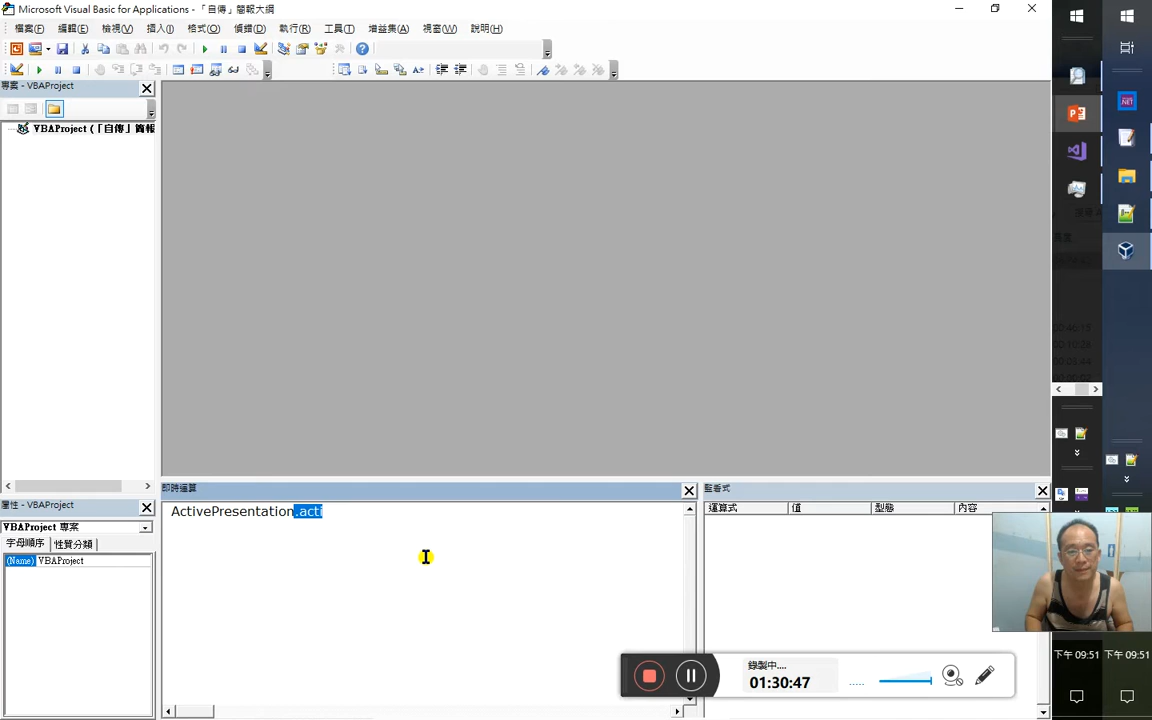 Microsoft Visual Basic for Applications - 「自傳」簡報大綱
檔案(F) 編輯(E) 檢視(V) 插入(I) 格式(O) 偵錯(D) 執行(R) 工具(T) 增益集(A) 視窗(W) 說明(H)
專案 - VBAProject
VBAProject (「自傳」簡報
屬性 - VBAProject
VBAProject 專案
字母順序 性質分類
(Name) VBAProject
即時運算
ActivePresentation.acti
監看式
運算式 值 型態 內容
錄製中....
01:30:47
下午 09:51 下午 09:51